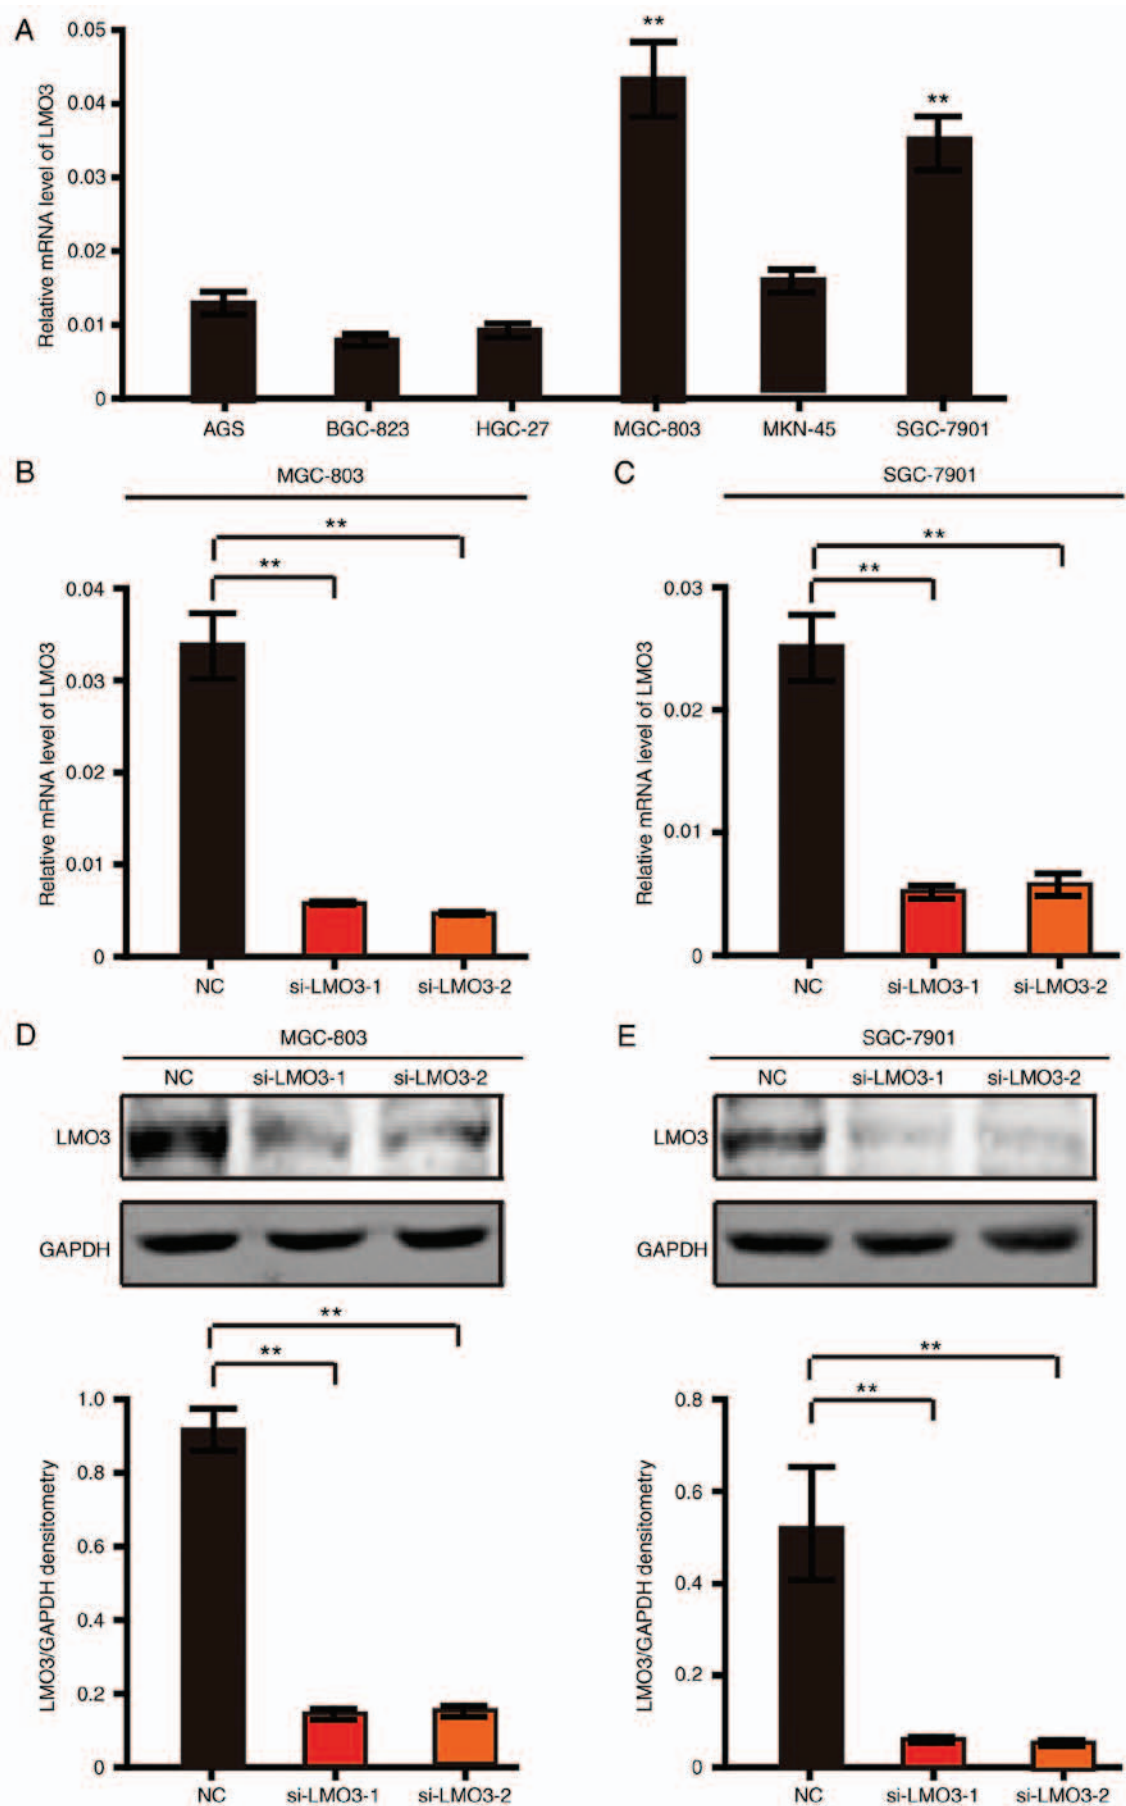 A
**
**
Relative mRNA level of LMO3
0.05
0.04
0.03
0.02
0.01
0
AGS BGC-823 HGC-27 MGC-803 MKN-45 SGC-7901
B
MGC-803
**
**
Relative mRNA level of LMO3
0.04
0.03
0.02
0.01
0
NC si-LMO3-1 si-LMO3-2
C
SGC-7901
**
**
Relative mRNA level of LMO3
0.03
0.02
0.01
0
NC si-LMO3-1 si-LMO3-2
D
MGC-803
NC si-LMO3-1 si-LMO3-2
LMO3
GAPDH
**
**
LMO3/GAPDH densitometry
1.0
0.8
0.6
0.4
0.2
0
NC si-LMO3-1 si-LMO3-2
E
SGC-7901
NC si-LMO3-1 si-LMO3-2
LMO3
GAPDH
**
**
LMO3/GAPDH densitometry
0.8
0.6
0.4
0.2
0
NC si-LMO3-1 si-LMO3-2